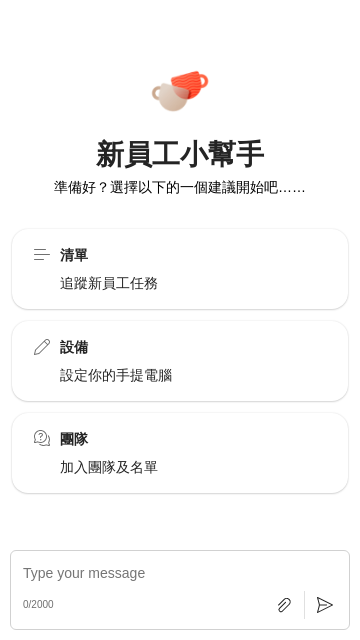 新員工小幫手
準備好？選擇以下的一個建議開始吧……
清單
追蹤新員工任務
設備
設定你的手提電腦
團隊
加入團隊及名單
Type your message
0/2000